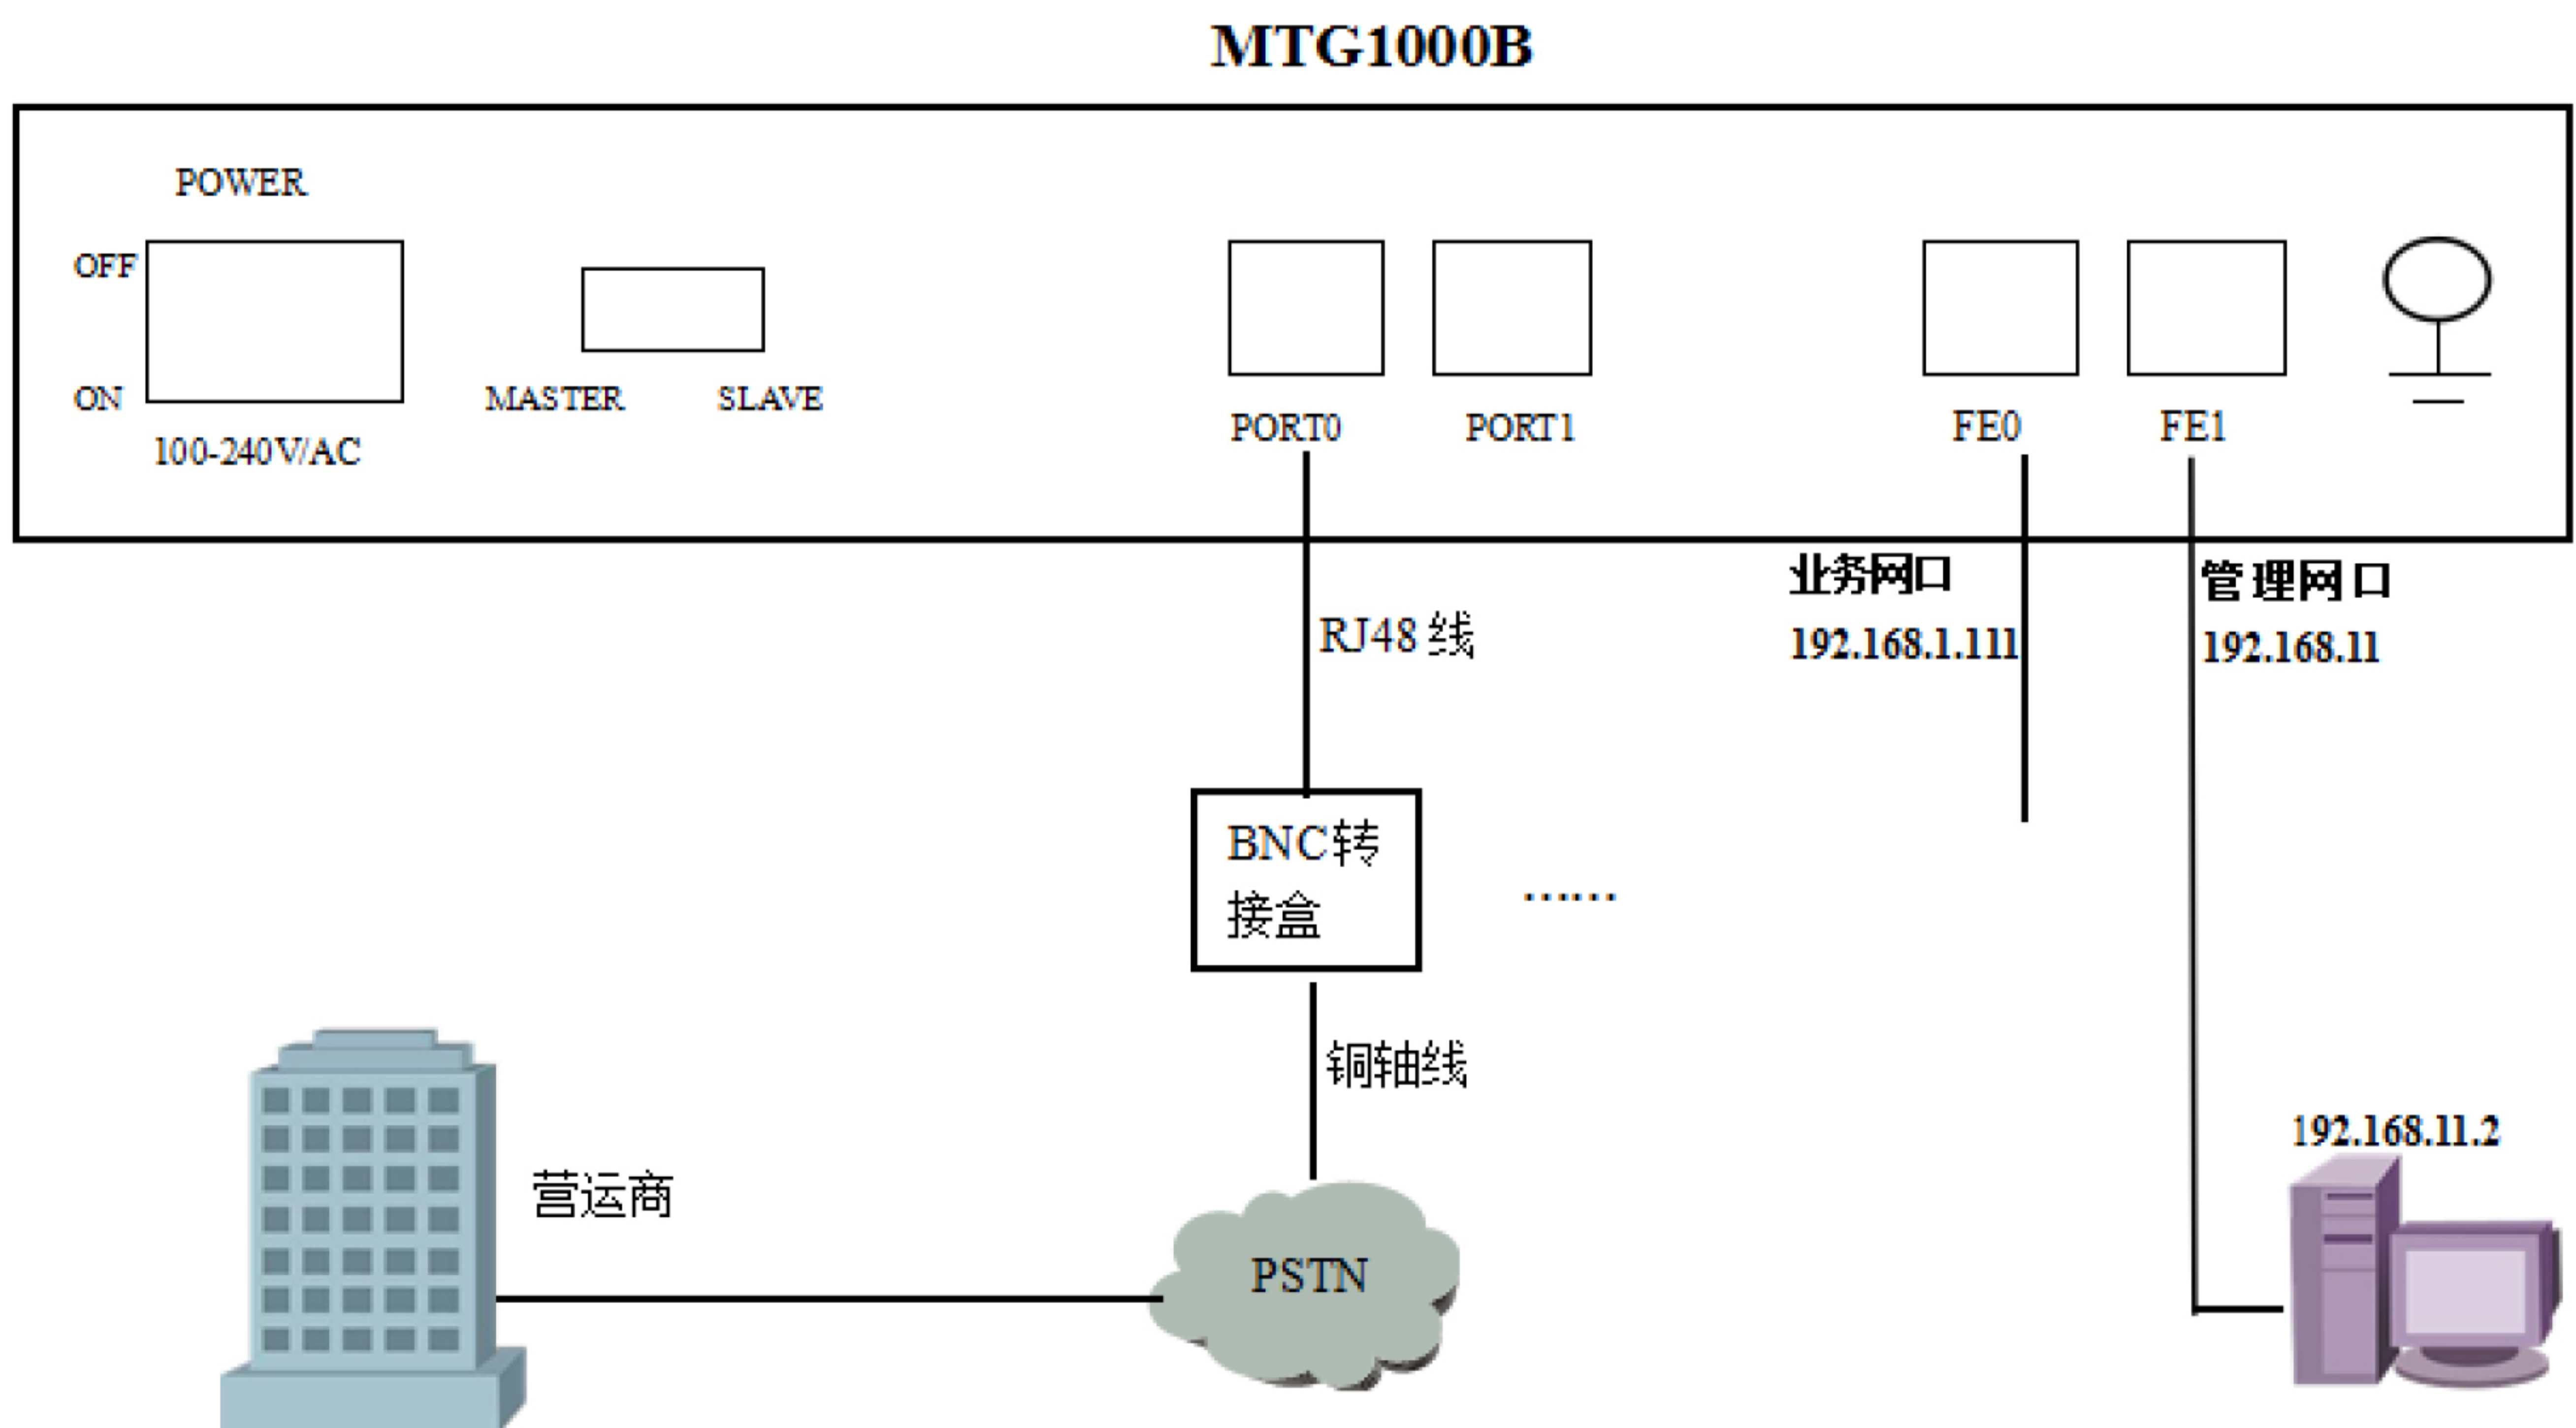 MTG1000B
POWER
OFF
ON
100-240V/AC
MASTER
SLAVE
PORT0
PORT1
FE0
FE1
业务网口
192.168.1.111
管理网口
192.168.11
RJ48 线
BNC转
接盒
......
铜轴线
营运商
PSTN
192.168.11.2